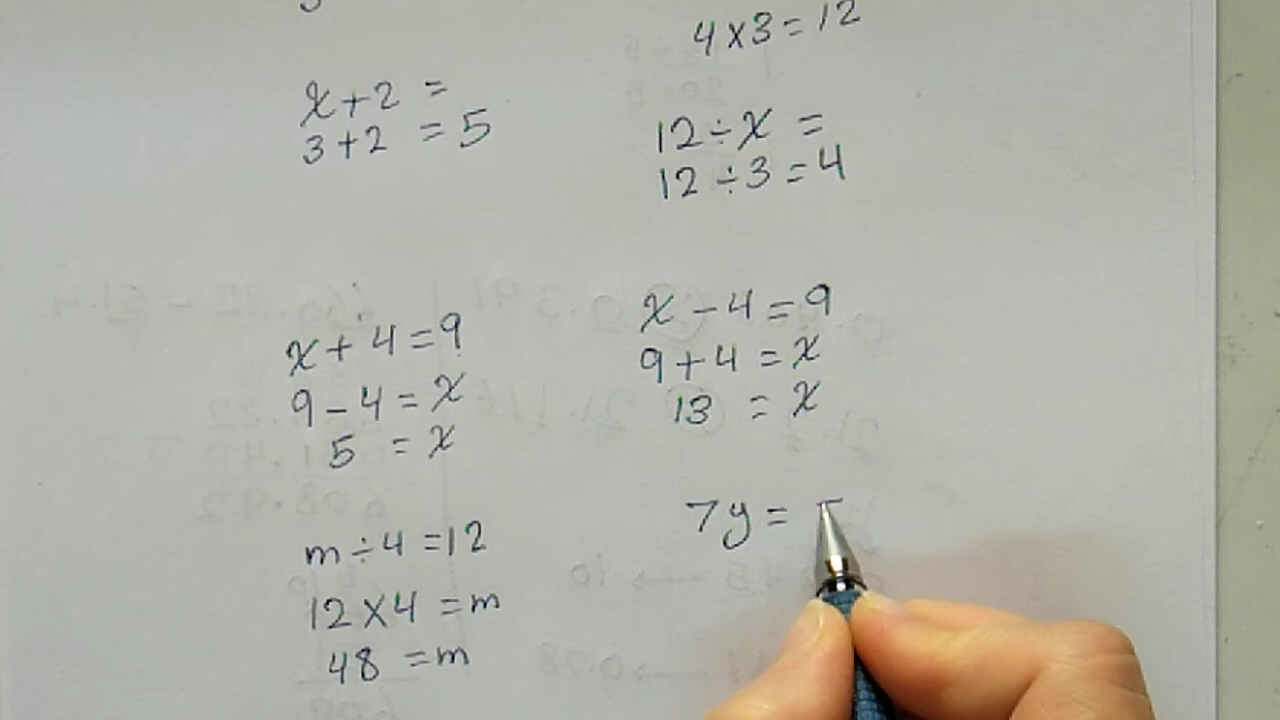 4x3=12
x+2 =
3+2 =5
12÷x =
12÷3=4
x+4=9
9-4=x
5 =x
x-4=9
9+4=x
13 =x
m÷4=12
12x4=m
48 =m
7y=